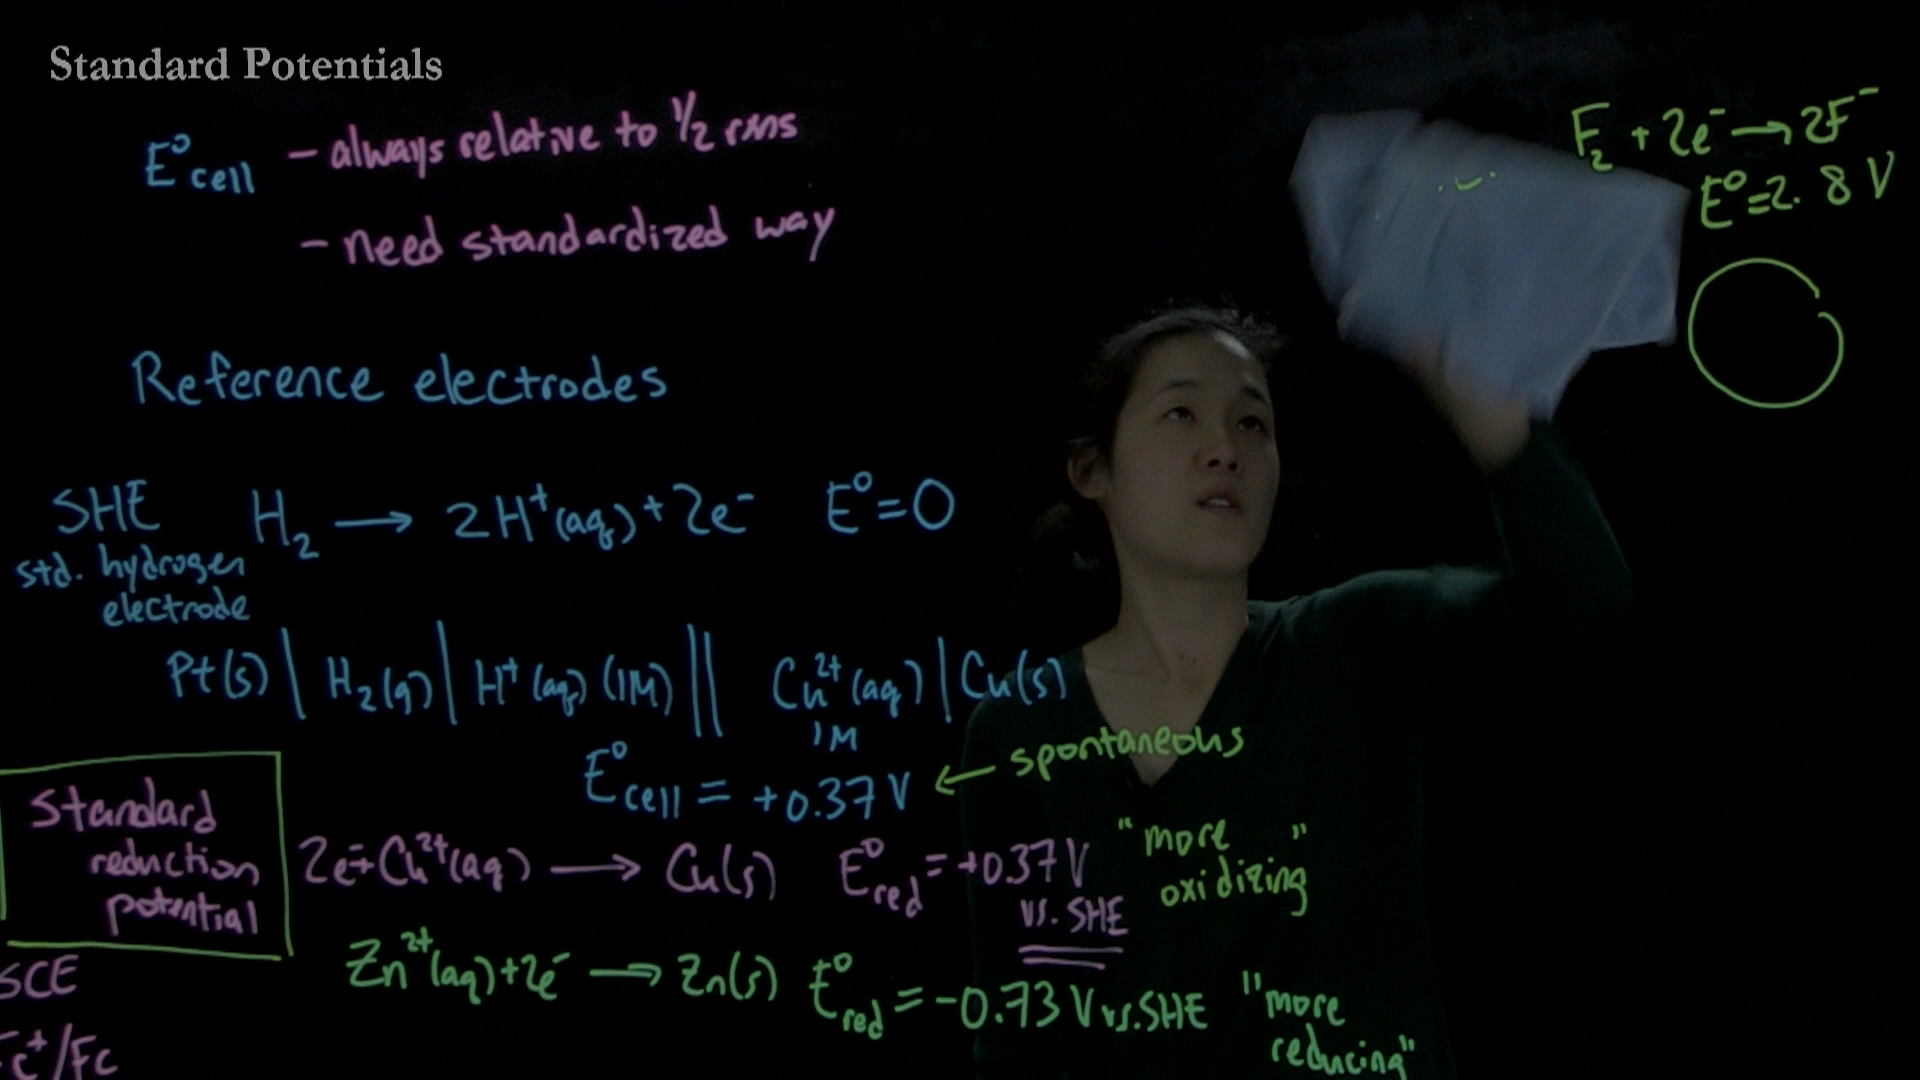 Standard Potentials
E°cell - always relative to 1/2 rxns
- need standardized way
F₂ + 2e⁻ → 2F⁻
E° = 2.8 V
Reference electrodes
SHE H₂ → 2H⁺(aq) + 2e⁻ E° = 0
std. hydrogen
electrode
Pt(s) | H₂(g) | H⁺(aq) (1M) || Cu²⁺(aq) | Cu(s)
1M
E°cell = +0.37 V ← spontaneous
Standard
reduction
potential
2e⁻ + Cu²⁺(aq) → Cu(s) E°red = +0.37 V
vs. SHE
"more
oxidizing"
Zn²⁺(aq) + 2e⁻ → Zn(s) E°red = -0.73 V vs. SHE
"more
reducing"
SCE
Fc⁺/Fc